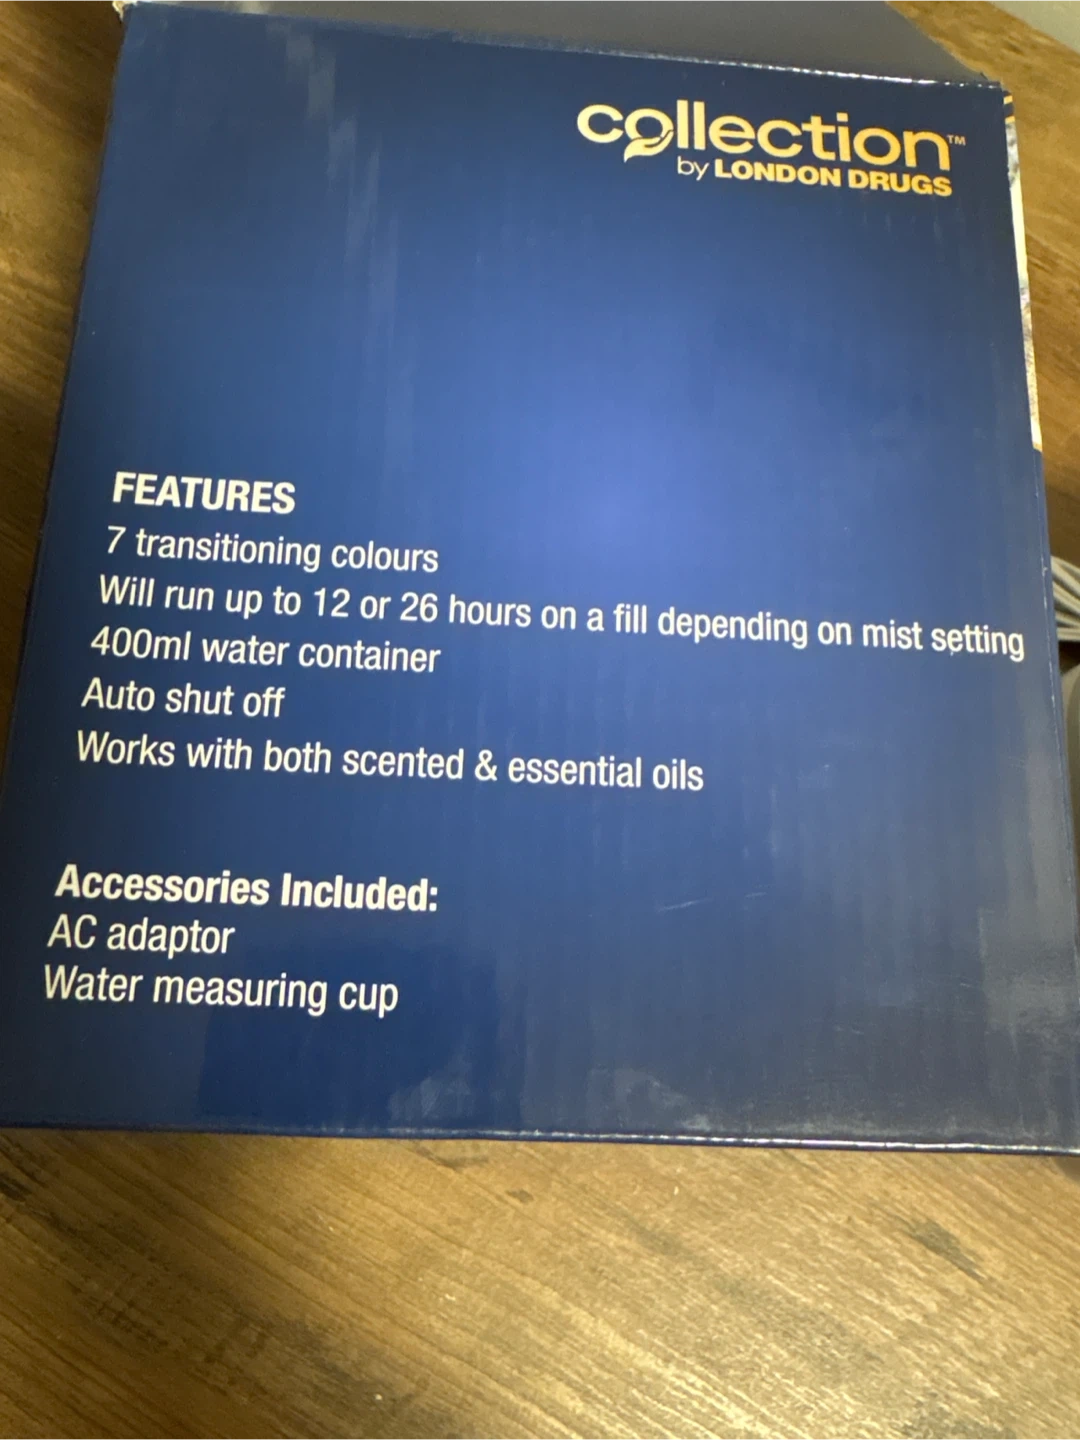 collection™
by LONDON DRUGS
FEATURES
7 transitioning colours
Will run up to 12 or 26 hours on a fill depending on mist setting
400ml water container
Auto shut off
Works with both scented & essential oils
Accessories Included:
AC adaptor
Water measuring cup